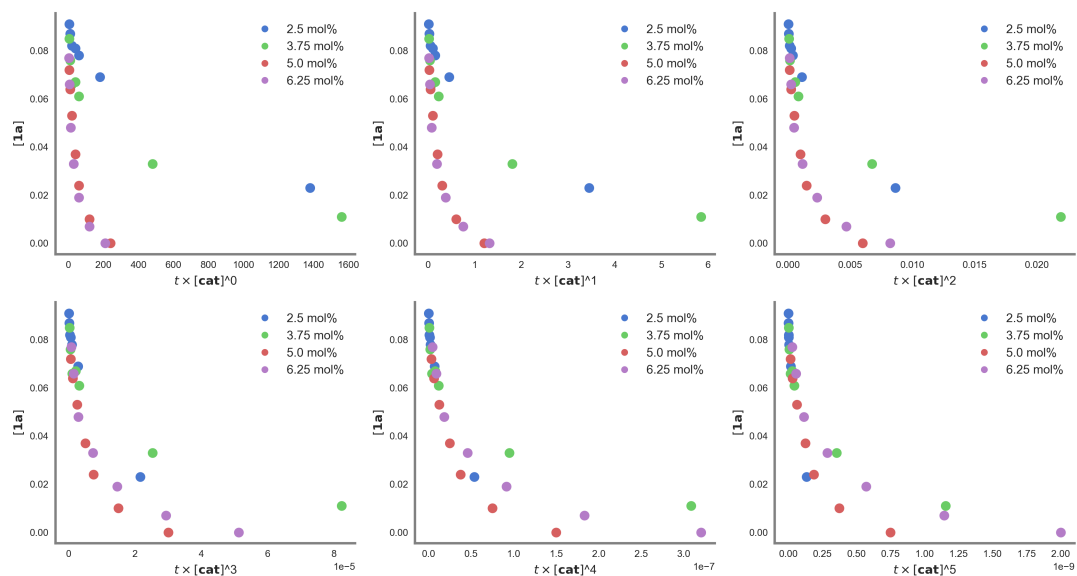 2.5 mol%
3.75 mol%
5.0 mol%
6.25 mol%
0.08
0.06
0.04
0.02
0.00
[1a]
0 200 400 600 800 1000 1200 1400 1600
t × [cat]^0
2.5 mol%
3.75 mol%
5.0 mol%
6.25 mol%
0.08
0.06
0.04
0.02
0.00
[1a]
0 1 2 3 4 5 6
t × [cat]^1
2.5 mol%
3.75 mol%
5.0 mol%
6.25 mol%
0.08
0.06
0.04
0.02
0.00
[1a]
0.000 0.005 0.010 0.015 0.020
t × [cat]^2
2.5 mol%
3.75 mol%
5.0 mol%
6.25 mol%
0.08
0.06
0.04
0.02
0.00
[1a]
0 2 4 6 8
1e−5
t × [cat]^3
2.5 mol%
3.75 mol%
5.0 mol%
6.25 mol%
0.08
0.06
0.04
0.02
0.00
[1a]
0.0 0.5 1.0 1.5 2.0 2.5 3.0
1e−7
t × [cat]^4
2.5 mol%
3.75 mol%
5.0 mol%
6.25 mol%
0.08
0.06
0.04
0.02
0.00
[1a]
0.00 0.25 0.50 0.75 1.00 1.25 1.50 1.75 2.00
1e−9
t × [cat]^5